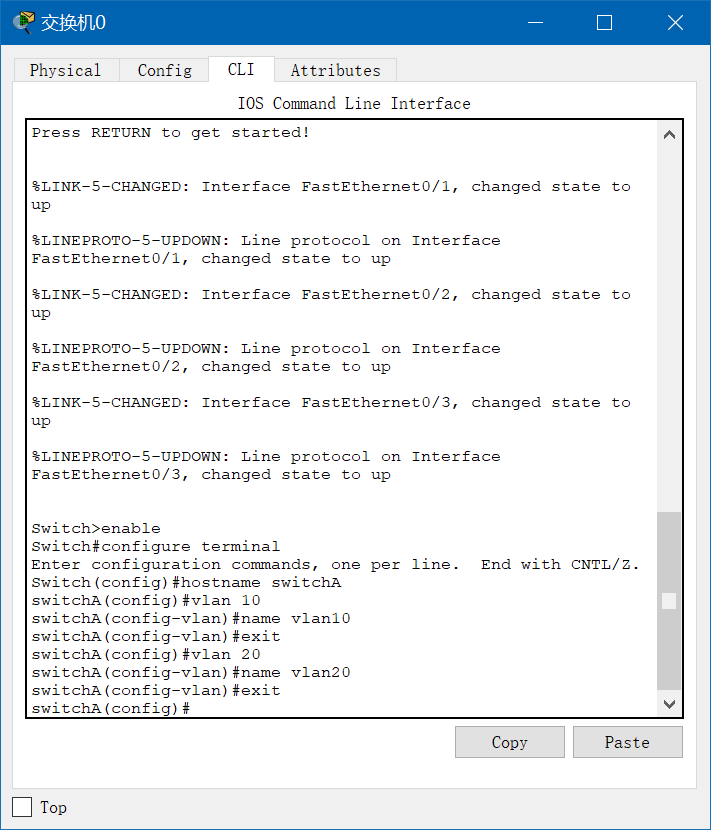 交换机0
Physical Config CLI Attributes
IOS Command Line Interface
Press RETURN to get started!
%LINK-5-CHANGED: Interface FastEthernet0/1, changed state to
up
%LINEPROTO-5-UPDOWN: Line protocol on Interface
FastEthernet0/1, changed state to up
%LINK-5-CHANGED: Interface FastEthernet0/2, changed state to
up
%LINEPROTO-5-UPDOWN: Line protocol on Interface
FastEthernet0/2, changed state to up
%LINK-5-CHANGED: Interface FastEthernet0/3, changed state to
up
%LINEPROTO-5-UPDOWN: Line protocol on Interface
FastEthernet0/3, changed state to up
Switch>enable
Switch#configure terminal
Enter configuration commands, one per line.  End with CNTL/Z.
Switch(config)#hostname switchA
switchA(config)#vlan 10
switchA(config-vlan)#name vlan10
switchA(config-vlan)#exit
switchA(config)#vlan 20
switchA(config-vlan)#name vlan20
switchA(config-vlan)#exit
switchA(config)#
Copy Paste
Top